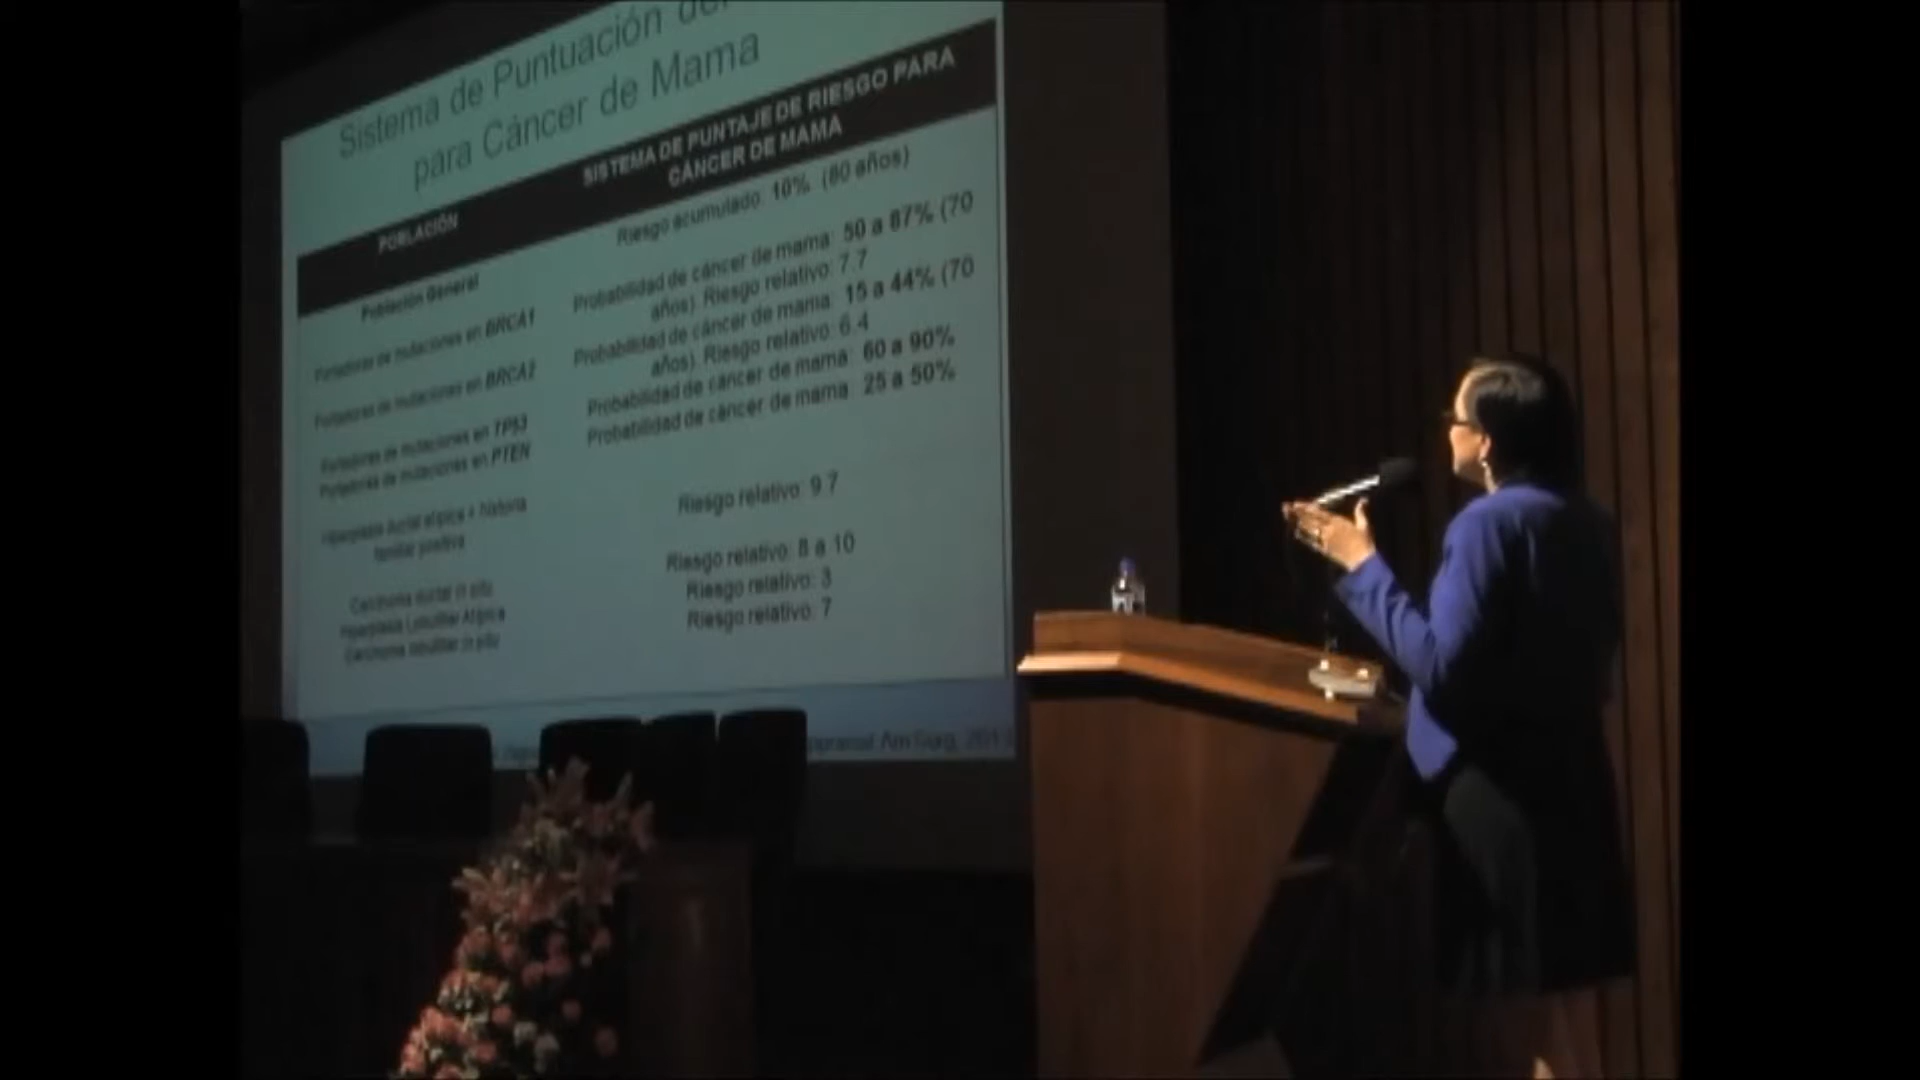 Sistema de Puntuación de
para Cáncer de Mama
POBLACIÓN
SISTEMA DE PUNTAJE DE RIESGO PARA
CÁNCER DE MAMA
Población General
Riesgo acumulado: 10% (80 años)
Portadores de mutaciones en BRCA1
Probabilidad de cáncer de mama: 50 a 87% (70
años). Riesgo relativo: 7.7
Portadores de mutaciones en BRCA2
Probabilidad de cáncer de mama: 15 a 44% (70
años). Riesgo relativo: 6.4
Portadores de mutaciones en TP53
Probabilidad de cáncer de mama: 60 a 90%
Portadores de mutaciones en PTEN
Probabilidad de cáncer de mama: 25 a 50%
Hiperplasia ductal atípica + historia
familiar positiva
Riesgo relativo: 9.7
Carcinoma ductal in situ
Riesgo relativo: 8 a 10
Hiperplasia Lobulillar Atípica
Riesgo relativo: 3
Carcinoma lobulillar in situ
Riesgo relativo: 7